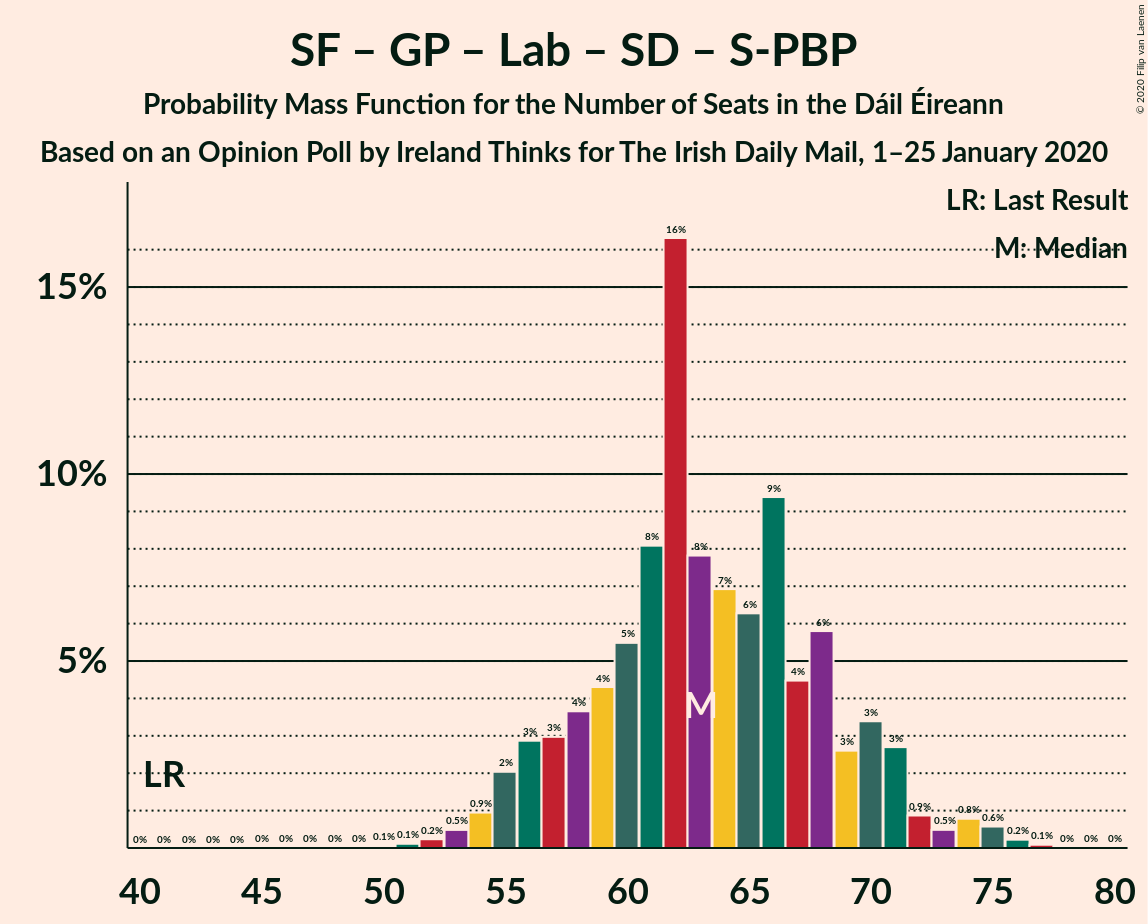 SF – GP – Lab – SD – S-PBP
Probability Mass Function for the Number of Seats in the Dáil Éireann
Based on an Opinion Poll by Ireland Thinks for The Irish Daily Mail, 1–25 January 2020
© 2020 Filip van Laenen
LR: Last Result
M: Median
15%
10%
5%
LR
M
0% 0% 0% 0% 0% 0% 0% 0% 0% 0% 0.1% 0.1% 0.2% 0.5% 0.9% 2% 3% 3% 4% 4% 5% 8% 16% 8% 7% 6% 9% 4% 6% 3% 3% 3% 0.9% 0.5% 0.8% 0.6% 0.2% 0.1% 0% 0% 0%
40 45 50 55 60 65 70 75 80